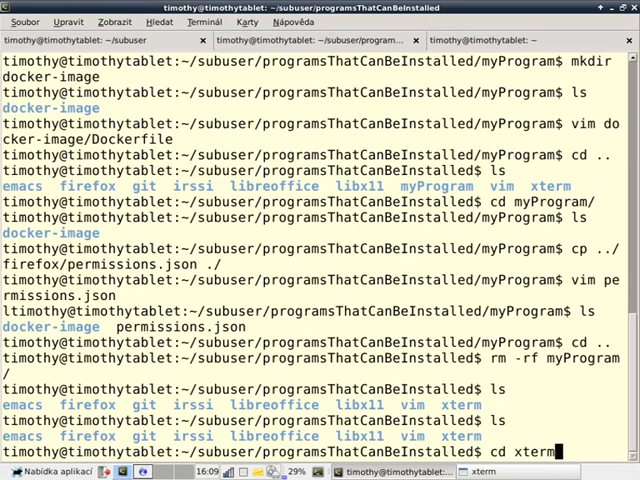 timothy@timothytablet: ~/subuser/programsThatCanBeInstalled
Soubor Upravit Zobrazit Hledat Terminál Karty Nápověda
timothy@timothytablet: ~/subuser
timothy@timothytablet: ~/subuser/program...
timothy@timothytablet: ~
timothy@timothytablet:~/subuser/programsThatCanBeInstalled/myProgram$ mkdir
docker-image
timothy@timothytablet:~/subuser/programsThatCanBeInstalled/myProgram$ ls
docker-image
timothy@timothytablet:~/subuser/programsThatCanBeInstalled/myProgram$ vim do
cker-image/Dockerfile
timothy@timothytablet:~/subuser/programsThatCanBeInstalled/myProgram$ cd ..
timothy@timothytablet:~/subuser/programsThatCanBeInstalled$ ls
emacs firefox git irssi libreoffice libx11 myProgram vim xterm
timothy@timothytablet:~/subuser/programsThatCanBeInstalled$ cd myProgram/
timothy@timothytablet:~/subuser/programsThatCanBeInstalled/myProgram$ ls
docker-image
timothy@timothytablet:~/subuser/programsThatCanBeInstalled/myProgram$ cp ../
firefox/permissions.json ./
timothy@timothytablet:~/subuser/programsThatCanBeInstalled/myProgram$ vim pe
rmissions.json
ltimothy@timothytablet:~/subuser/programsThatCanBeInstalled/myProgram$ ls
docker-image permissions.json
timothy@timothytablet:~/subuser/programsThatCanBeInstalled/myProgram$ cd ..
timothy@timothytablet:~/subuser/programsThatCanBeInstalled$ rm -rf myProgram
/
timothy@timothytablet:~/subuser/programsThatCanBeInstalled$ ls
emacs firefox git irssi libreoffice libx11 vim xterm
timothy@timothytablet:~/subuser/programsThatCanBeInstalled$ ls
emacs firefox git irssi libreoffice libx11 vim xterm
timothy@timothytablet:~/subuser/programsThatCanBeInstalled$ cd xterm
Nabídka aplikací 16:09 29% timothy@timothytablet:... xterm